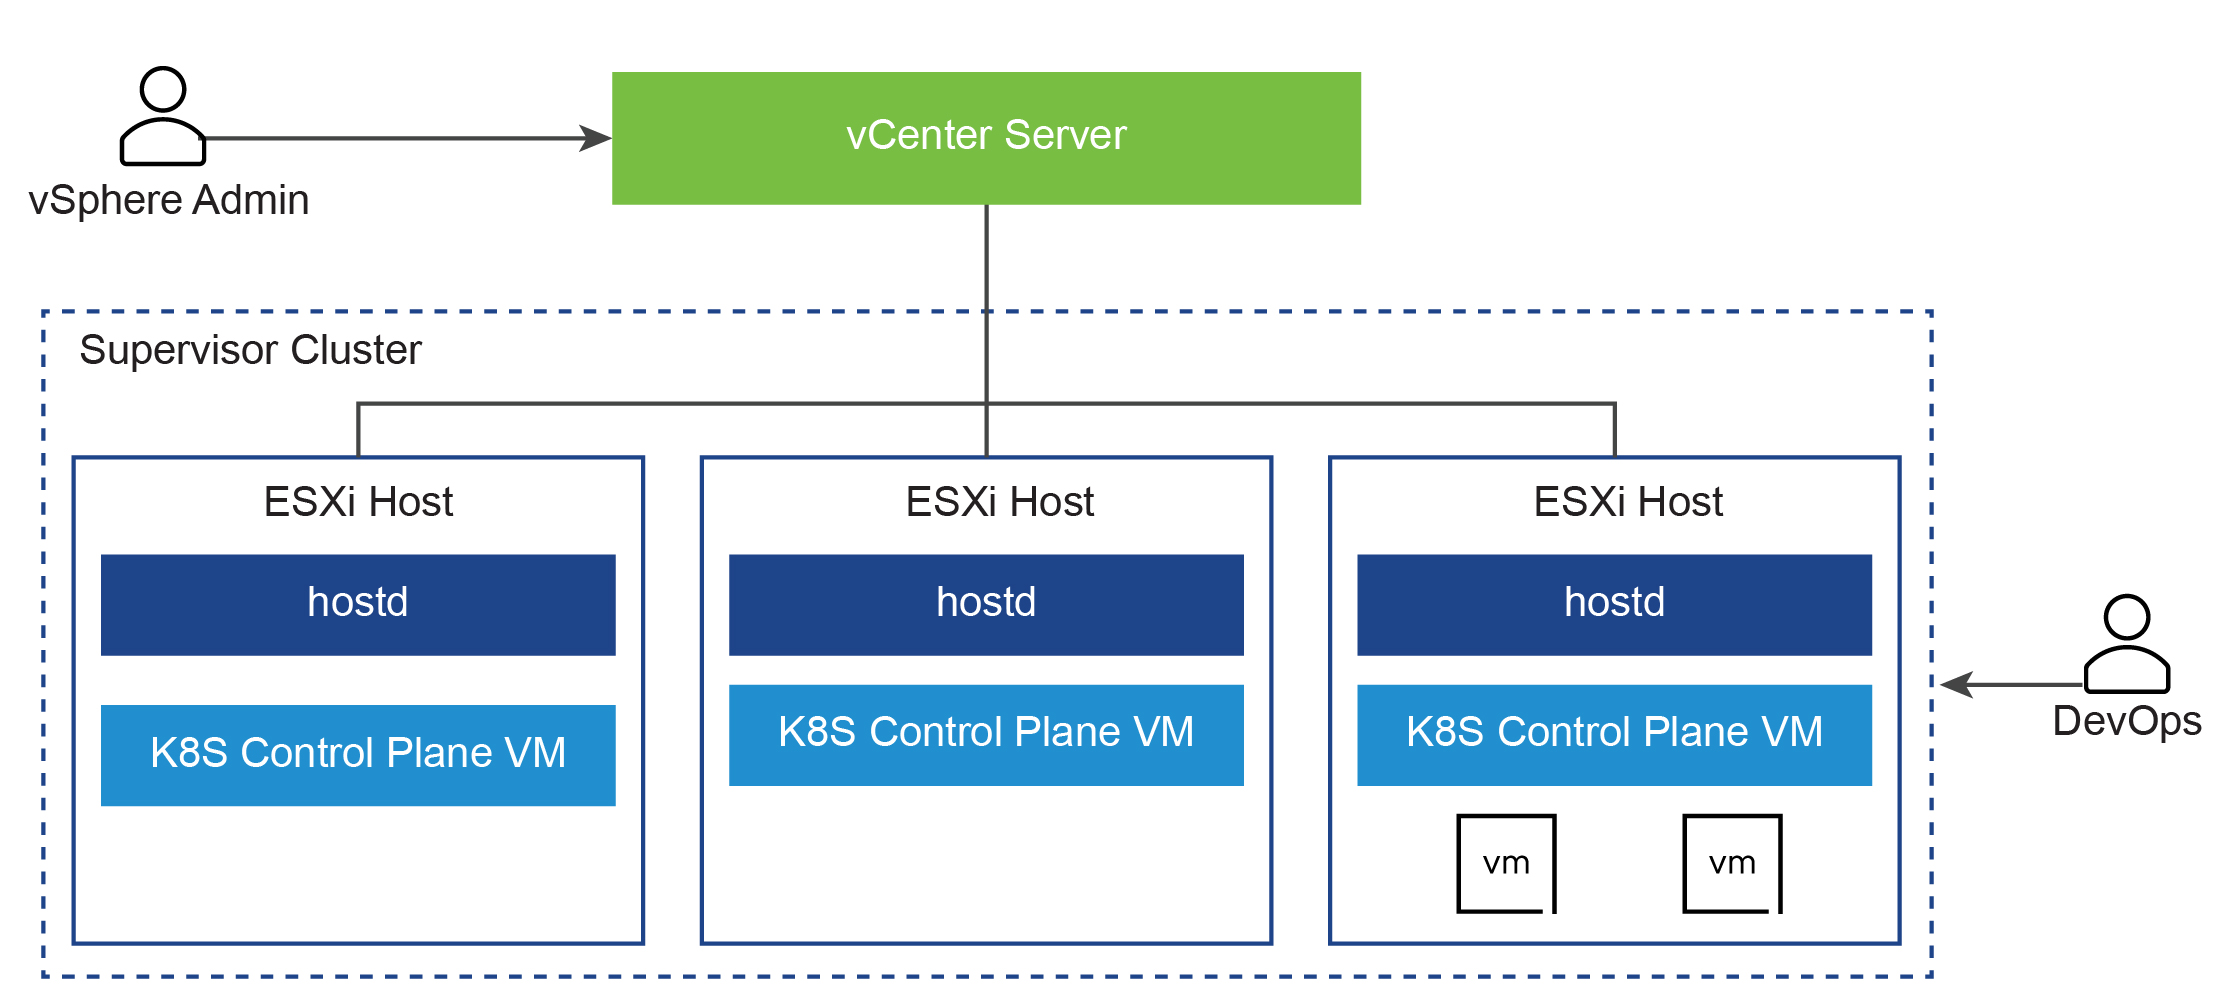 vCenter Server
vSphere Admin
Supervisor Cluster
ESXi Host
hostd
K8S Control Plane VM
ESXi Host
hostd
K8S Control Plane VM
ESXi Host
hostd
K8S Control Plane VM
vm
vm
DevOps